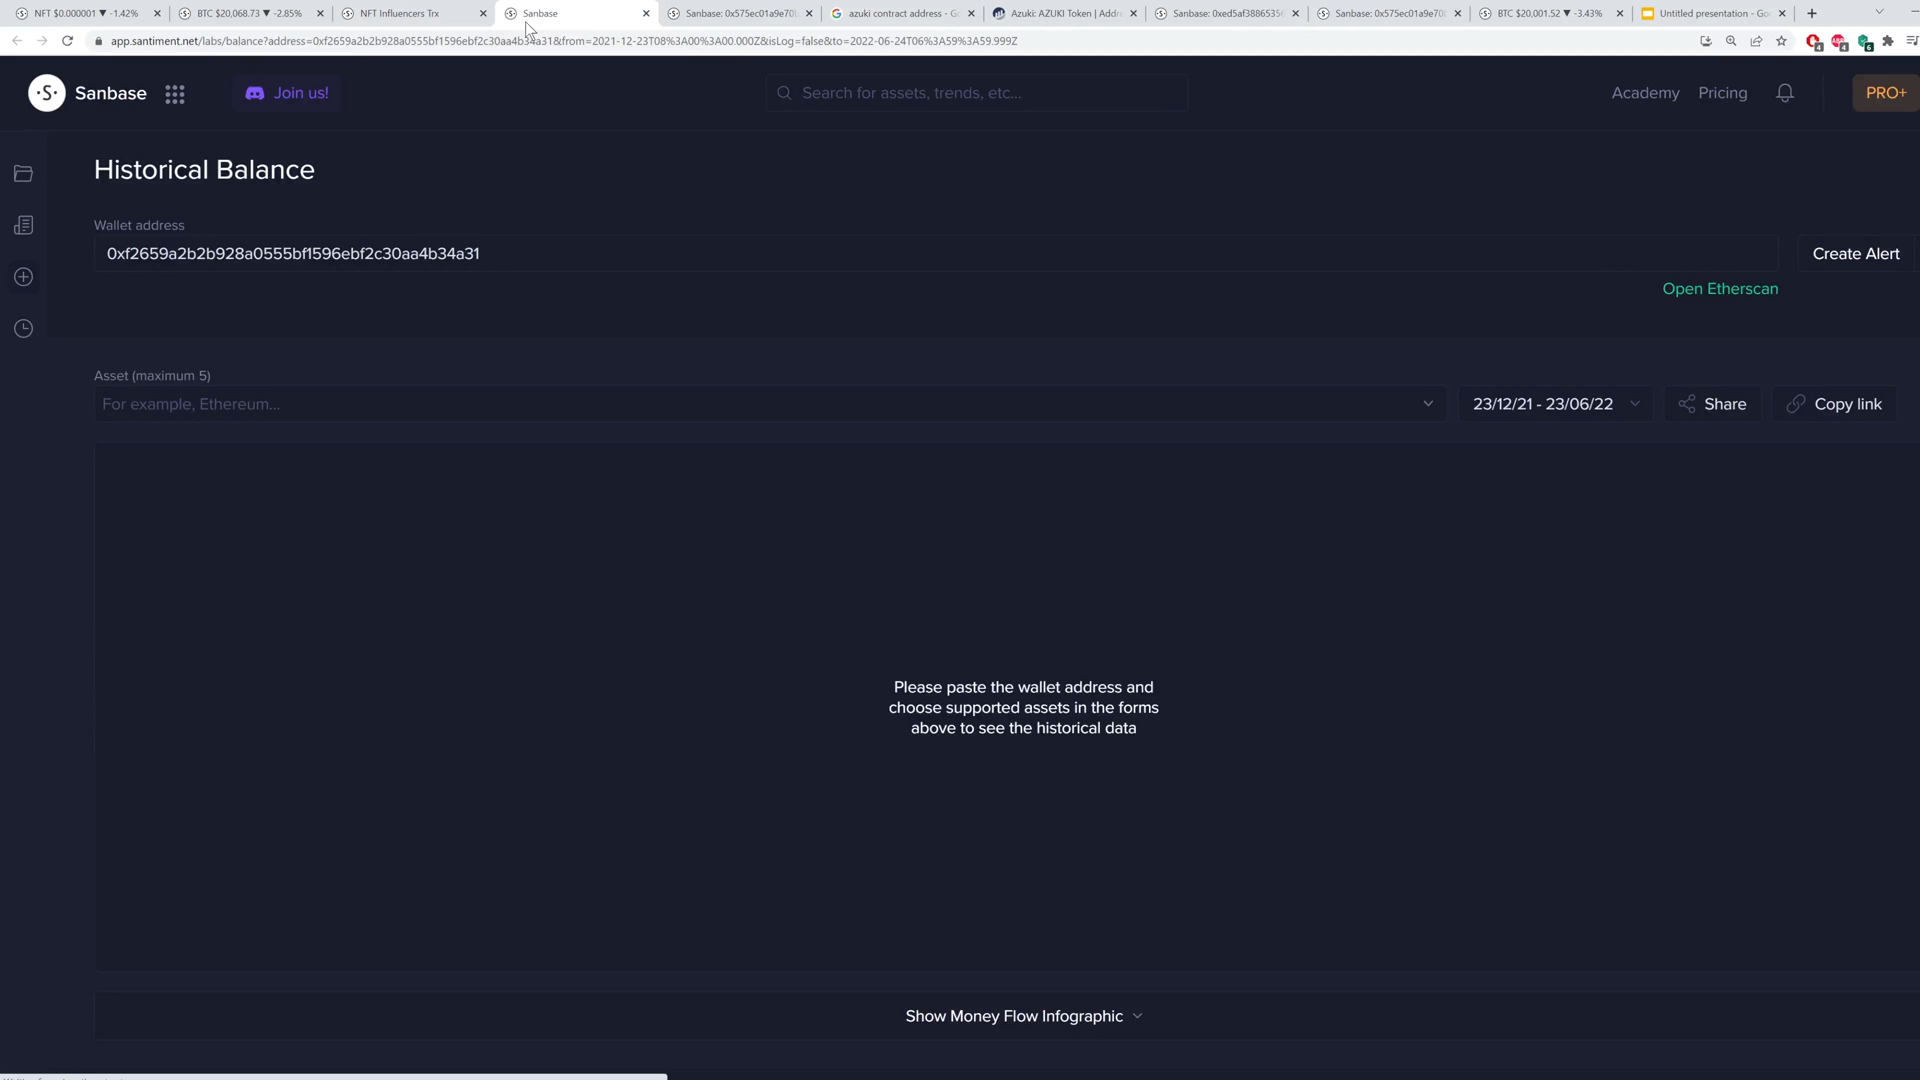 NFT $0.000001 ▼ -1.42%
BTC $20,068.73 ▼ -2.85%
NFT Influencers Trx
Sanbase
Sanbase: 0x575ec01a9e70
azuki contract address - Go
Azuki: AZUKI Token | Addre
Sanbase: 0xed5af38865356
Sanbase: 0x575ec01a9e70
BTC $20,001.52 ▼ -3.43%
Untitled presentation - Goo
app.santiment.net/labs/balance?address=0xf2659a2b2b928a0555bf1596ebf2c30aa4b34a31&from=2021-12-23T08%3A00%3A00.000Z&isLog=false&to=2022-06-24T06%3A59%3A59.999Z
4 4 6
·S· Sanbase
Join us!
Search for assets, trends, etc...
Academy
Pricing
PRO+
Historical Balance
Wallet address
0xf2659a2b2b928a0555bf1596ebf2c30aa4b34a31
Create Alert
Open Etherscan
Asset (maximum 5)
For example, Ethereum...
23/12/21 - 23/06/22
Share
Copy link
Please paste the wallet address and
choose supported assets in the forms
above to see the historical data
Show Money Flow Infographic